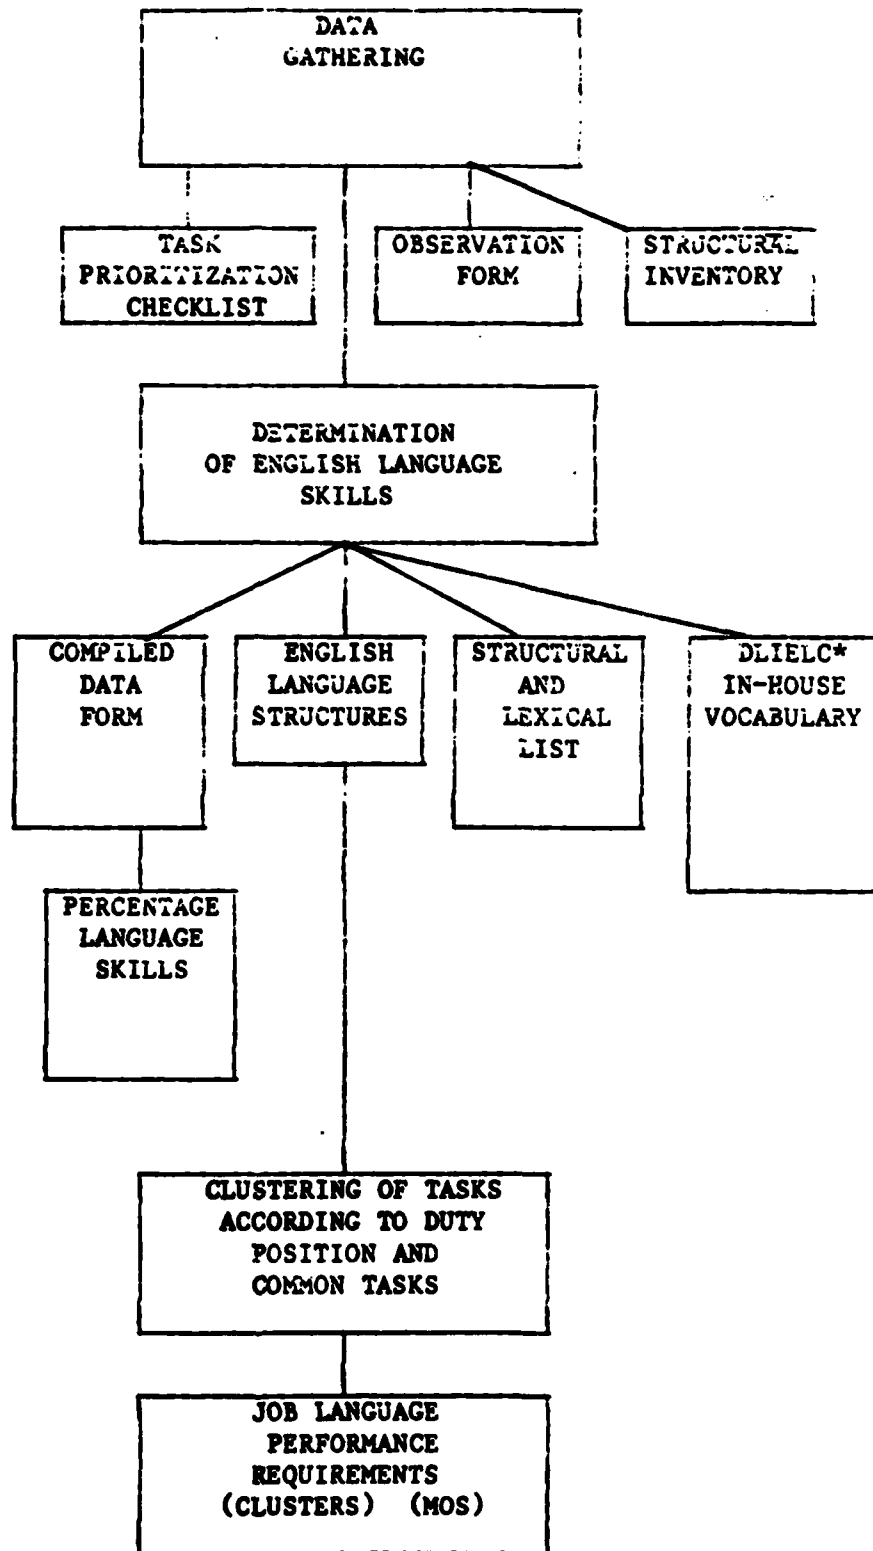 DATA
GATHERING
TASK
PRIORITIZATION
CHECKLIST
OBSERVATION
FORM
STRUCTURAL
INVENTORY
DETERMINATION
OF ENGLISH LANGUAGE
SKILLS
COMPILED
DATA
FORM
ENGLISH
LANGUAGE
STRUCTURES
STRUCTURAL
AND
LEXICAL
LIST
DLIELC*
IN-HOUSE
VOCABULARY
PERCENTAGE
LANGUAGE
SKILLS
CLUSTERING OF TASKS
ACCORDING TO DUTY
POSITION AND
COMMON TASKS
JOB LANGUAGE
PERFORMANCE
REQUIREMENTS
(CLUSTERS) (MOS)